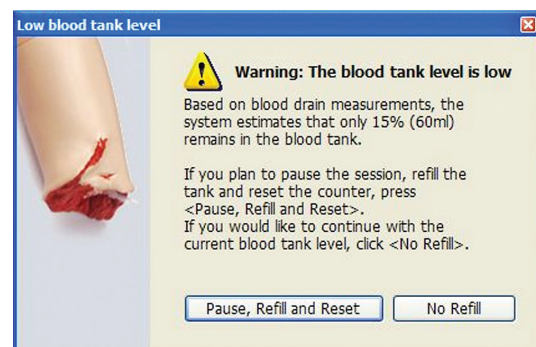 Low blood tank level
Warning: The blood tank level is low
Based on blood drain measurements, the
system estimates that only 15% (60ml)
remains in the blood tank.
If you plan to pause the session, refill the
tank and reset the counter, press
<Pause, Refill and Reset>.
If you would like to continue with the
current blood tank level, click <No Refill>.
Pause, Refill and Reset
No Refill